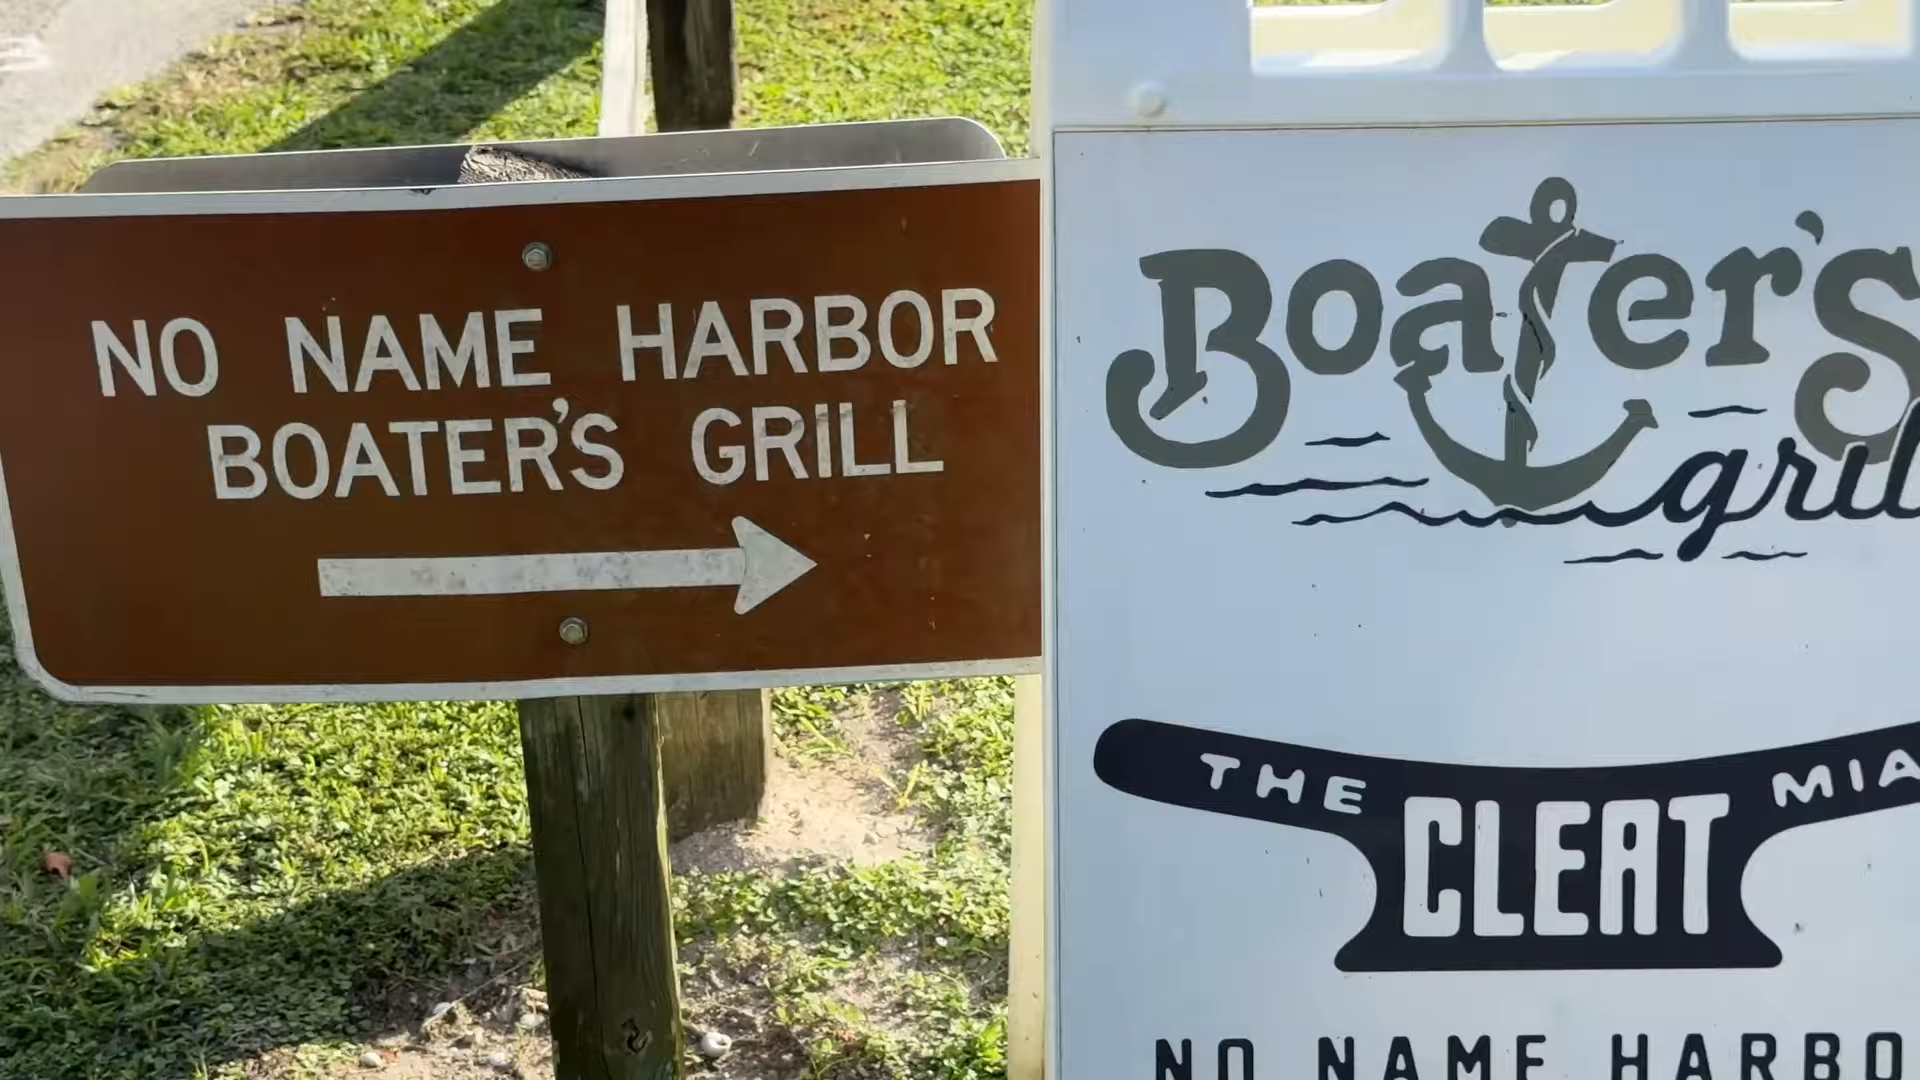 NO NAME HARBOR
BOATER'S GRILL
Boater's
gril
THE CLEAT MIA
NO NAME HARBO